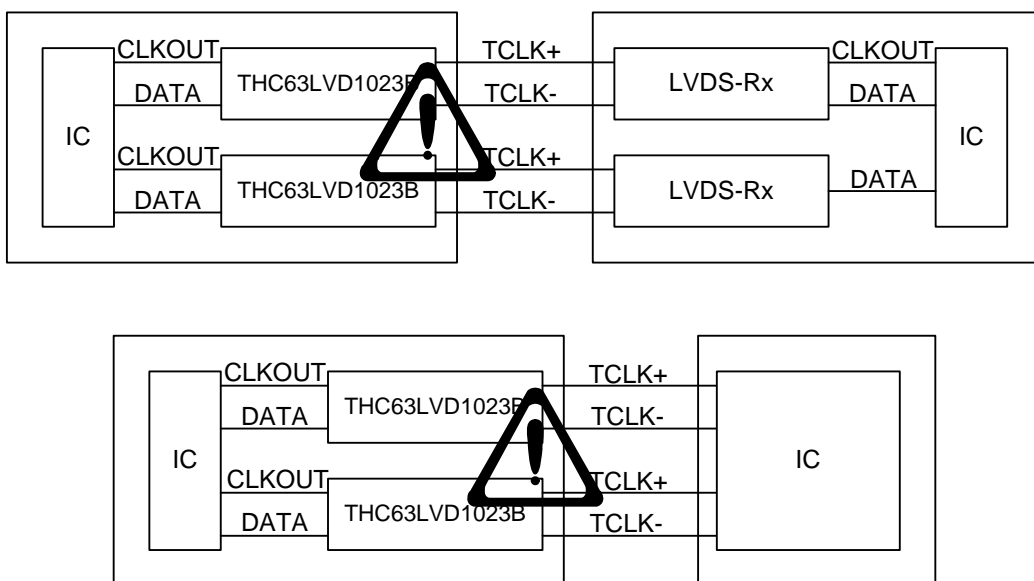 CLKOUT TCLK+ CLKOUT
THC63LVD1023B LVDS-Rx
DATA TCLK- DATA
IC IC
CLKOUT TCLK+
THC63LVD1023B LVDS-Rx DATA
DATA TCLK-
CLKOUT TCLK+
THC63LVD1023B
DATA TCLK-
IC IC
CLKOUT TCLK+
THC63LVD1023B
DATA TCLK-